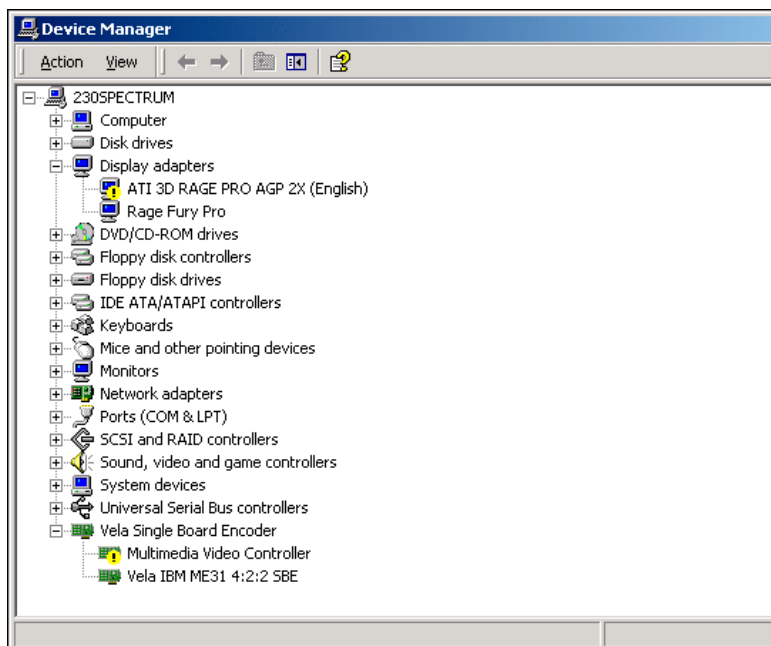 Device Manager
Action View
230SPECTRUM
Computer
Disk drives
Display adapters
ATI 3D RAGE PRO AGP 2X (English)
Rage Fury Pro
DVD/CD-ROM drives
Floppy disk controllers
Floppy disk drives
IDE ATA/ATAPI controllers
Keyboards
Mice and other pointing devices
Monitors
Network adapters
Ports (COM & LPT)
SCSI and RAID controllers
Sound, video and game controllers
System devices
Universal Serial Bus controllers
Vela Single Board Encoder
Multimedia Video Controller
Vela IBM ME31 4:2:2 SBE